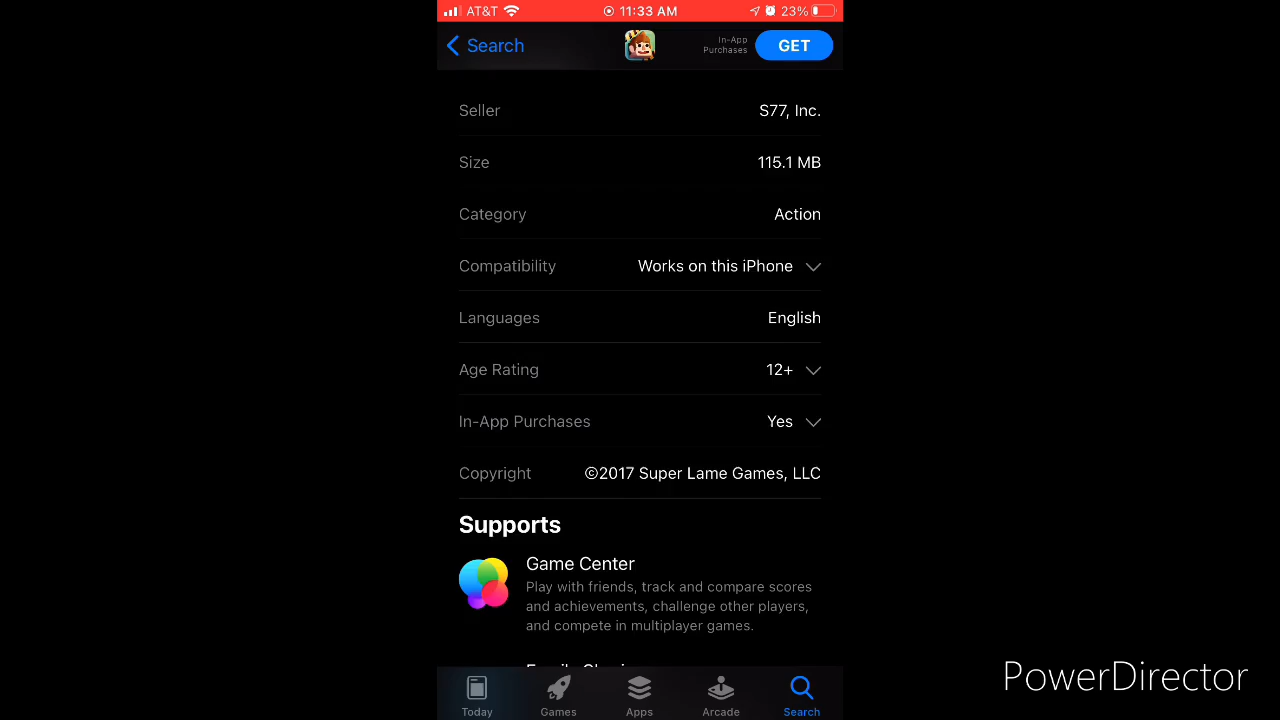 AT&T 11:33 AM 23%
Search In-App Purchases GET
Seller S77, Inc.
Size 115.1 MB
Category Action
Compatibility Works on this iPhone
Languages English
Age Rating 12+
In-App Purchases Yes
Copyright ©2017 Super Lame Games, LLC
Supports
Game Center
Play with friends, track and compare scores
and achievements, challenge other players,
and compete in multiplayer games.
Today Games Apps Arcade Search
PowerDirector